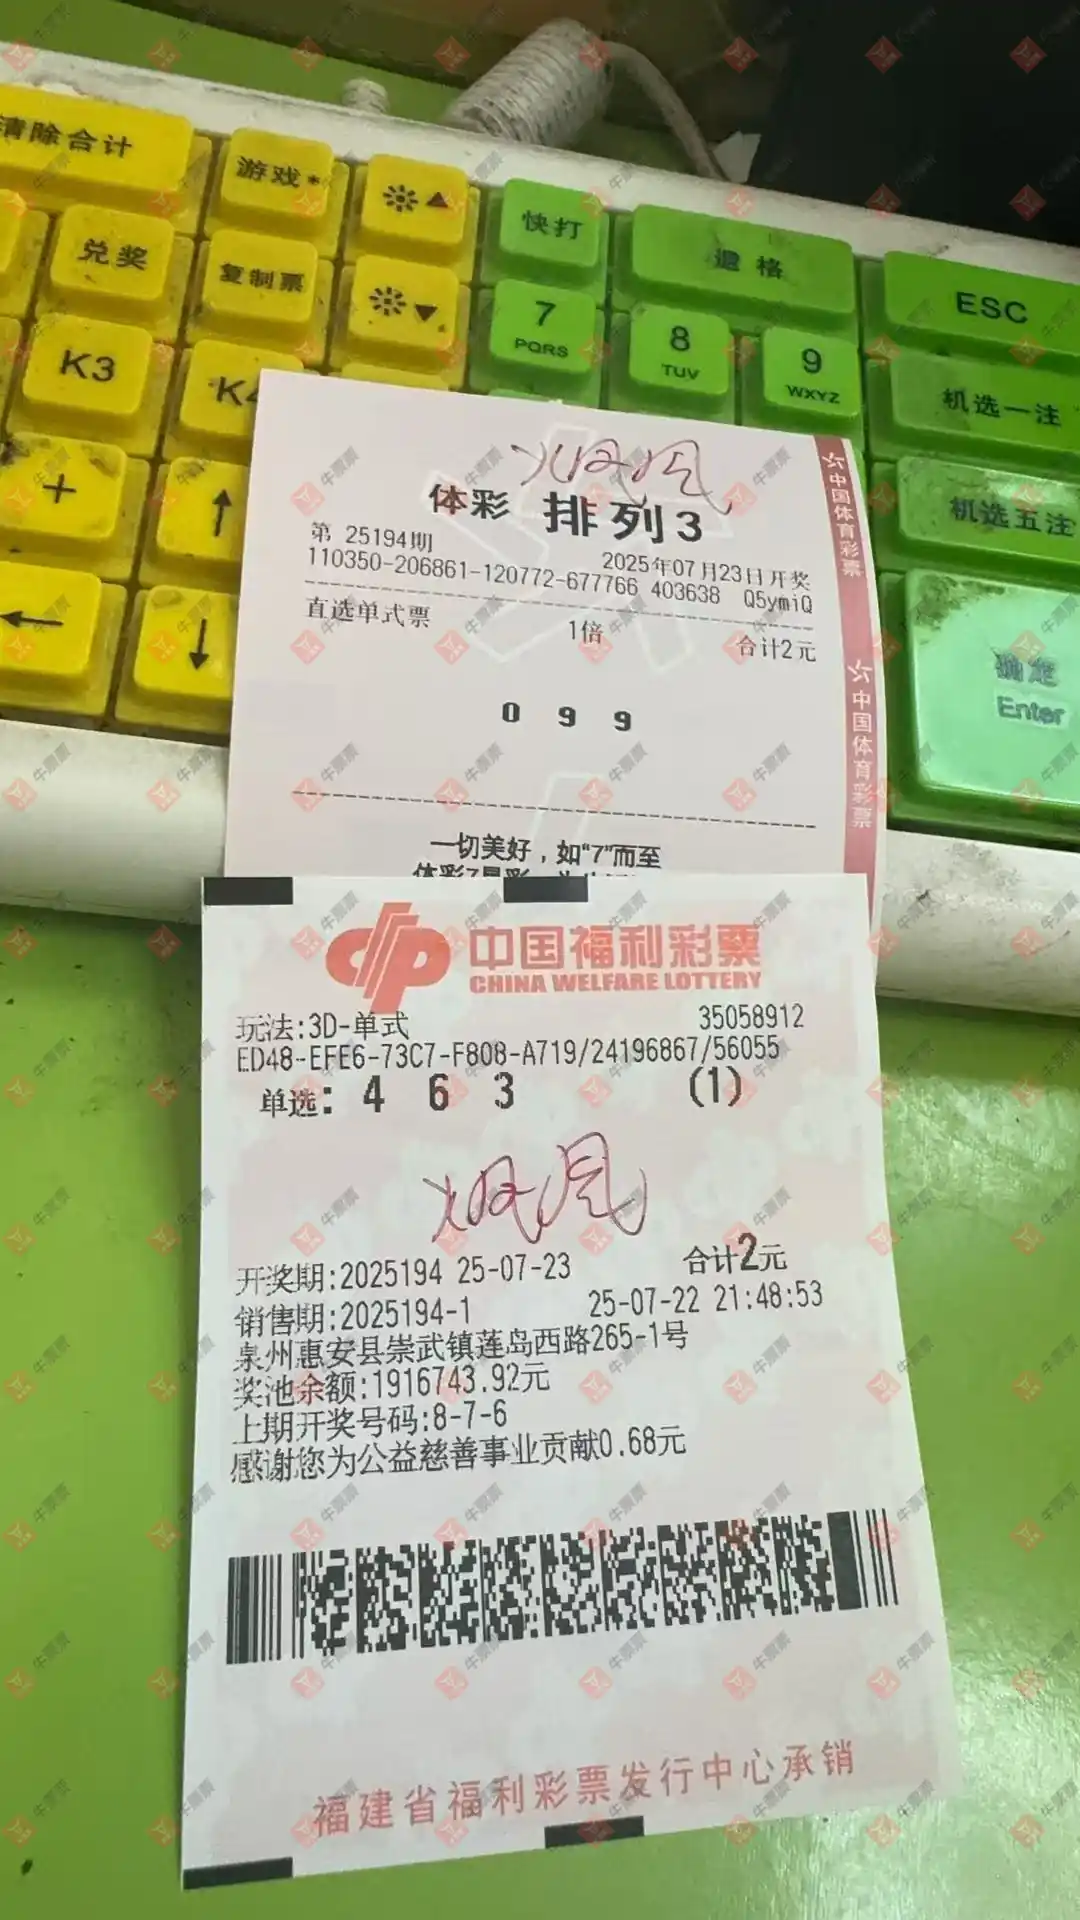 清除合计
游戏*
兑奖
复制票
快打
退格
ESC
7
PQRS
8
TUV
9
WXYZ
机选一注
K3
K4
机选五注
+
确定
Enter
体彩 排列3
第 25194期
2025年07月23日开奖
110350-206861-120772-677766 403638 Q5ymiQ
直选单式票 1倍 合计2元
0 9 9
一切美好，如“7”而至
中国体育彩票
中国体育彩票
中国福利彩票
CHINA WELFARE LOTTERY
玩法:3D-单式 35058912
ED48-EFE6-73C7-F808-A719/24196867/56055
单选: 4 6 3 (1)
开奖期:2025194 25-07-23 合计2元
销售期:2025194-1 25-07-22 21:48:53
泉州惠安县崇武镇莲岛西路265-1号
奖池余额:1916743.92元
上期开奖号码:8-7-6
感谢您为公益慈善事业贡献0.68元
福建省福利彩票发行中心承销
牛票票